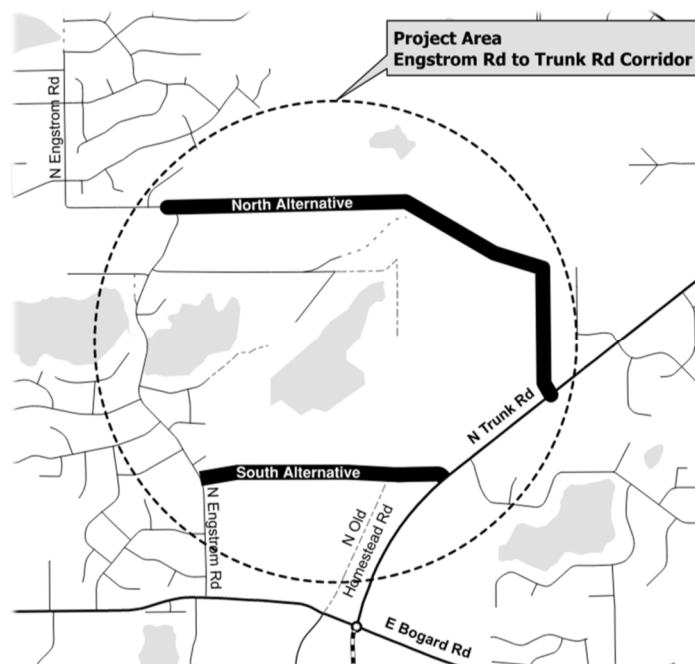 Project Area
Engstrom Rd to Trunk Rd Corridor
N Engstrom Rd
North Alternative
N Trunk Rd
South Alternative
N Engstrom Rd
N Old
Homestead Rd
E Bogard Rd